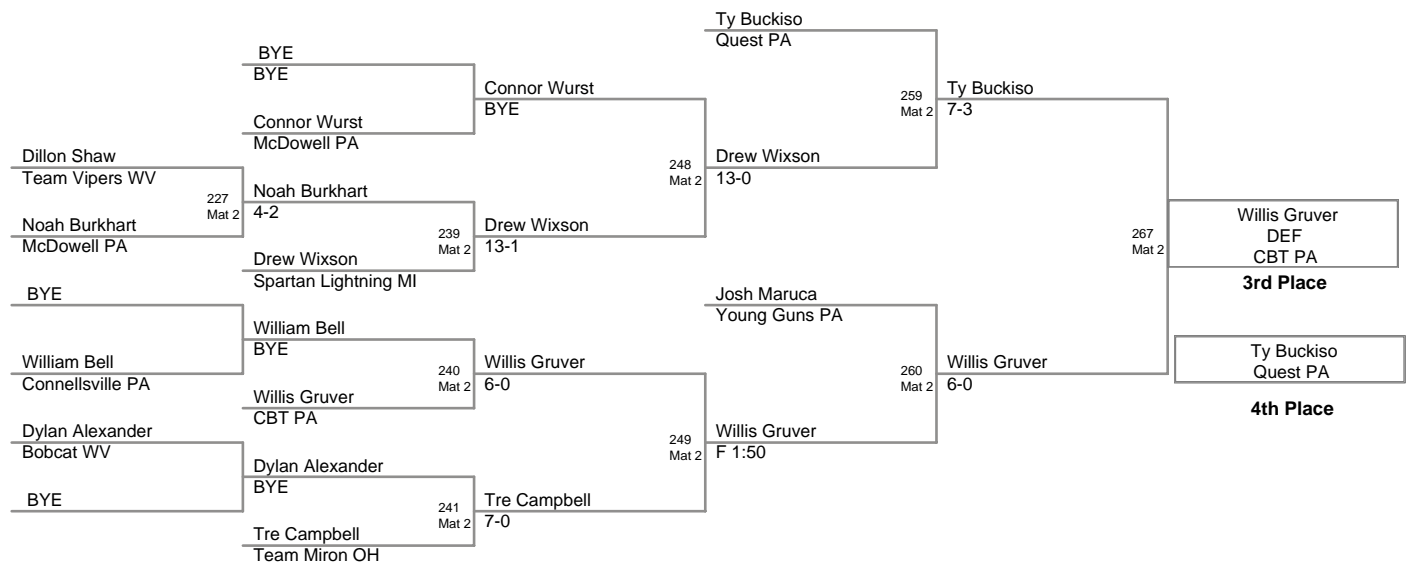 Ty Buckiso
Quest PA
BYE
BYE
Connor Wurst
BYE
259
Mat 2
Ty Buckiso
7-3
Connor Wurst
McDowell PA
Dillon Shaw
Team Vipers WV
248
Mat 2
Drew Wixson
13-0
227
Mat 2
Noah Burkhart
4-2
Noah Burkhart
McDowell PA
239
Mat 2
Drew Wixson
13-1
267
Mat 2
Willis Gruver
DEF
CBT PA
3rd Place
Drew Wixson
Spartan Lightning MI
BYE
Josh Maruca
Young Guns PA
William Bell
BYE
William Bell
Connellsville PA
240
Mat 2
Willis Gruver
6-0
260
Mat 2
Willis Gruver
6-0
Ty Buckiso
Quest PA
4th Place
Willis Gruver
CBT PA
Dylan Alexander
Bobcat WV
249
Mat 2
Willis Gruver
F 1:50
Dylan Alexander
BYE
BYE
241
Mat 2
Tre Campbell
7-0
Tre Campbell
Team Miron OH